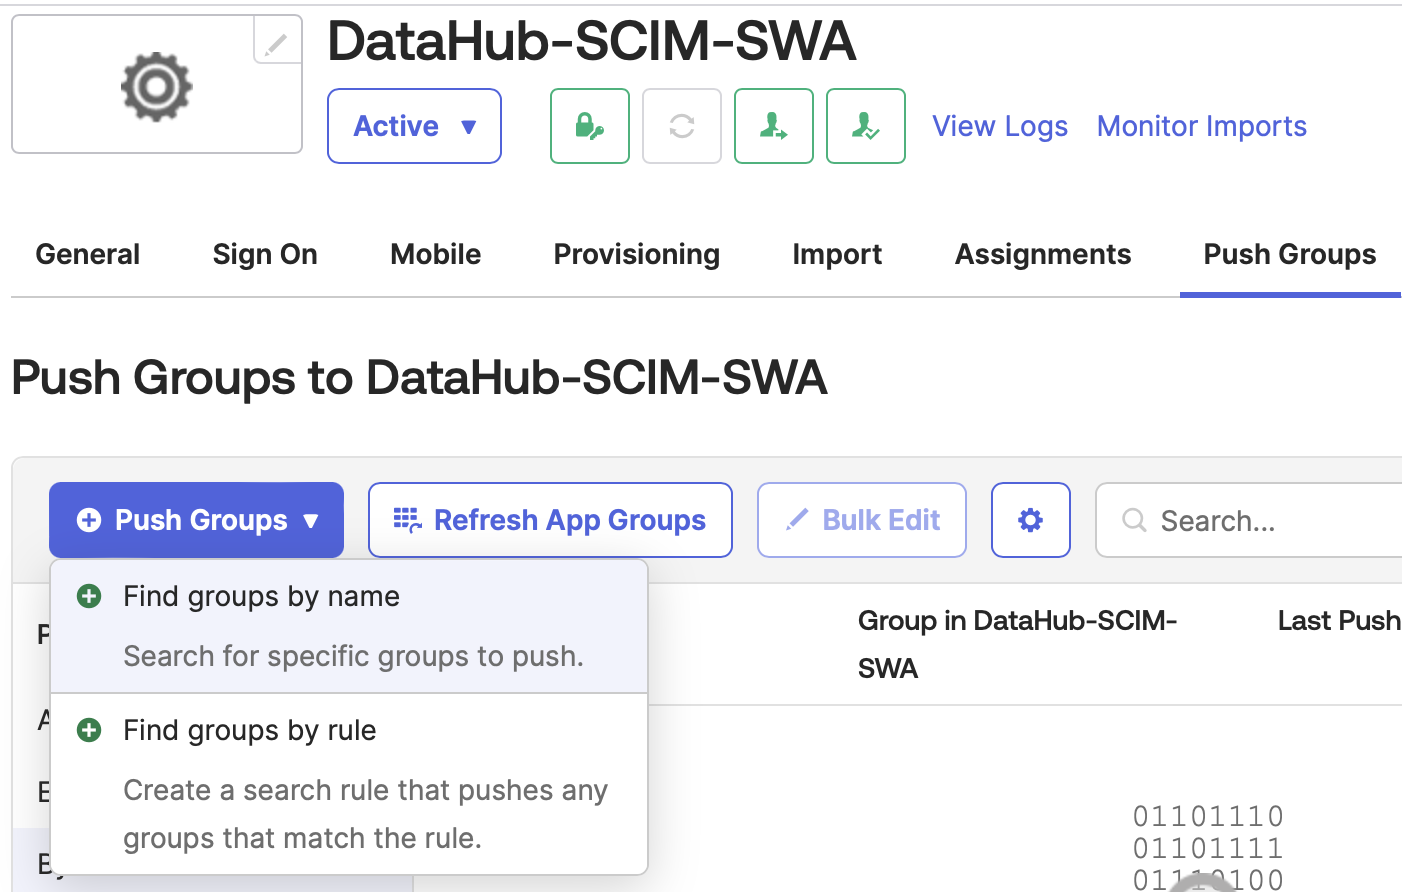 DataHub-SCIM-SWA
Active
View Logs
Monitor Imports
General
Sign On
Mobile
Provisioning
Import
Assignments
Push Groups
Push Groups to DataHub-SCIM-SWA
Push Groups
Refresh App Groups
Bulk Edit
Search...
Find groups by name
Search for specific groups to push.
Find groups by rule
Create a search rule that pushes any
groups that match the rule.
Group in DataHub-SCIM-
SWA
Last Push
01101110
01101111
01110100